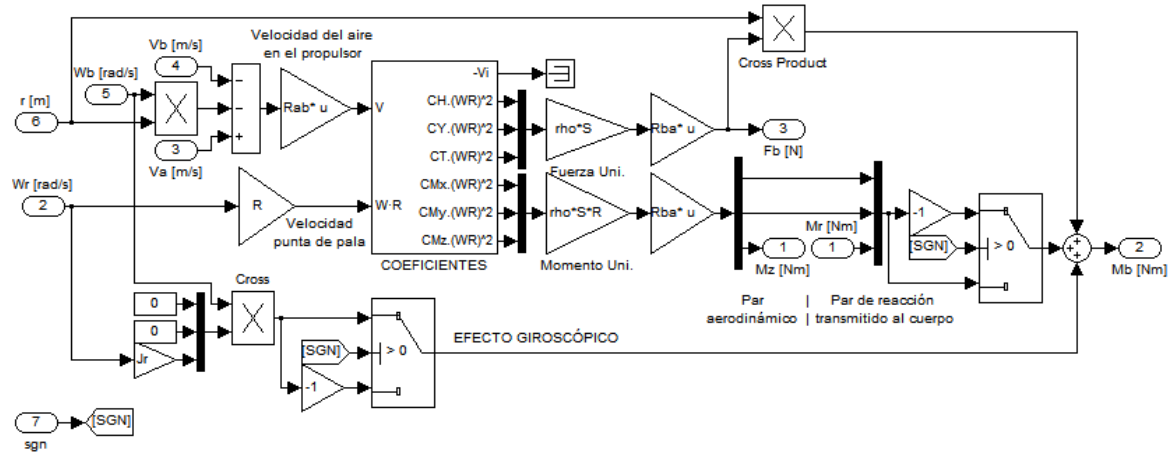 Velocidad del aire
en el propulsor
Vb [m/s]
4
Wb [rad/s]
5
r [m]
6
3
Va [m/s]
−
−
+
Rab* u
V
-Vi
CH.(WR)^2
CY.(WR)^2
CT.(WR)^2
CMx.(WR)^2
CMy.(WR)^2
CMz.(WR)^2
W·R
COEFICIENTES
rho*S
Fuerza Uni.
Rba* u
Cross Product
3
Fb [N]
Wr [rad/s]
2
R
Velocidad
punta de pala
rho*S*R
Momento Uni.
Rba* u
1
Mz [Nm]
Mr [Nm]
1
-1
[SGN]
> 0
+
+
+
2
Mb [Nm]
Par | Par de reacción
aerodinámico | transmitido al cuerpo
Cross
0
0
Jr
[SGN]
> 0
-1
EFECTO GIROSCÓPICO
7
sgn
[SGN]